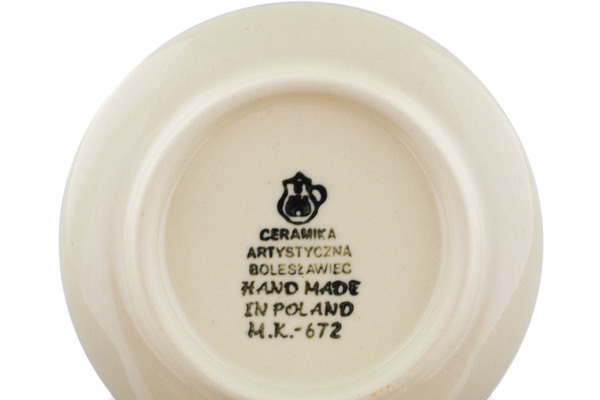 CERAMIKA
ARTYSTYCZNA
BOLESŁAWIEC
HAND MADE
IN POLAND
M.K.-672